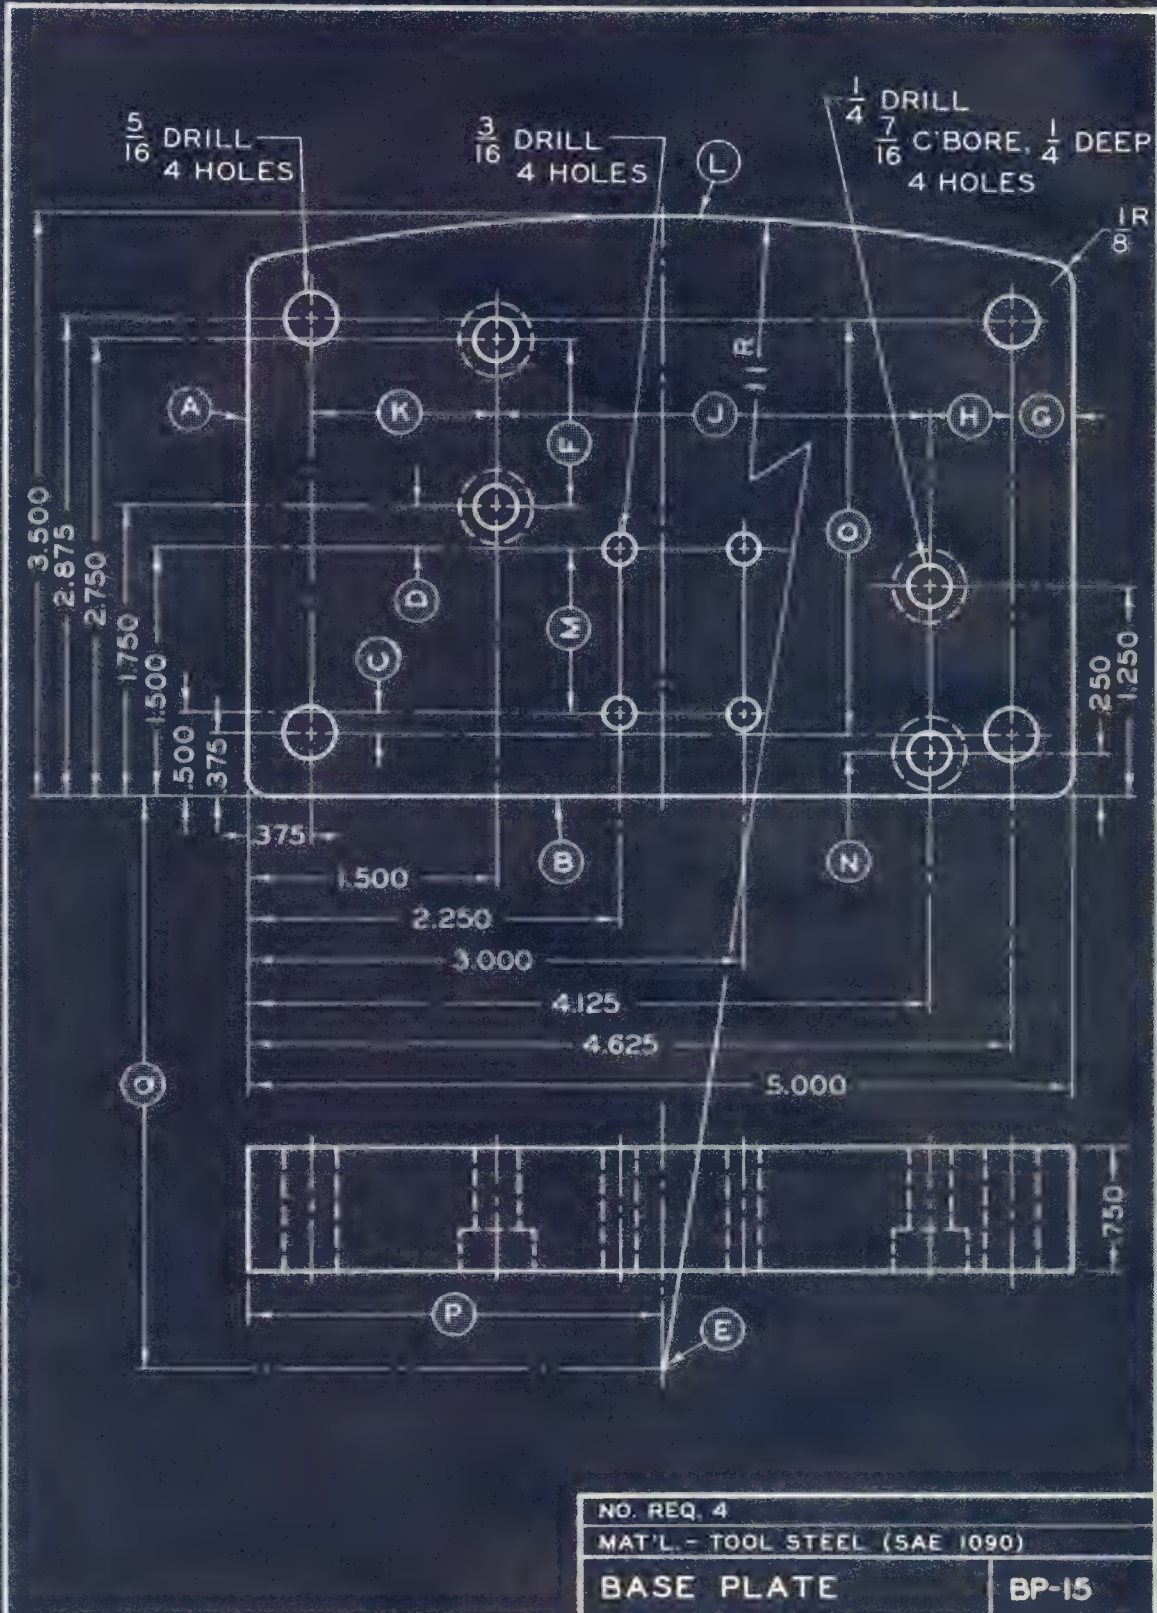 5/16 DRILL
4 HOLES
3/16 DRILL
4 HOLES
1/4 DRILL
7/16 C'BORE, 1/4 DEEP
4 HOLES
L
1/8 R
11 R
A
K
F
J
H
G
3.500
2.875
2.750
1.750
1.500
.500
.375
D
M
C
O
.250
1.250
.375
B
N
1.500
2.250
3.000
4.125
4.625
5.000
Q
.750
P
E
NO. REQ. 4
MAT'L. - TOOL STEEL (SAE 1090)
BASE PLATE
BP-15